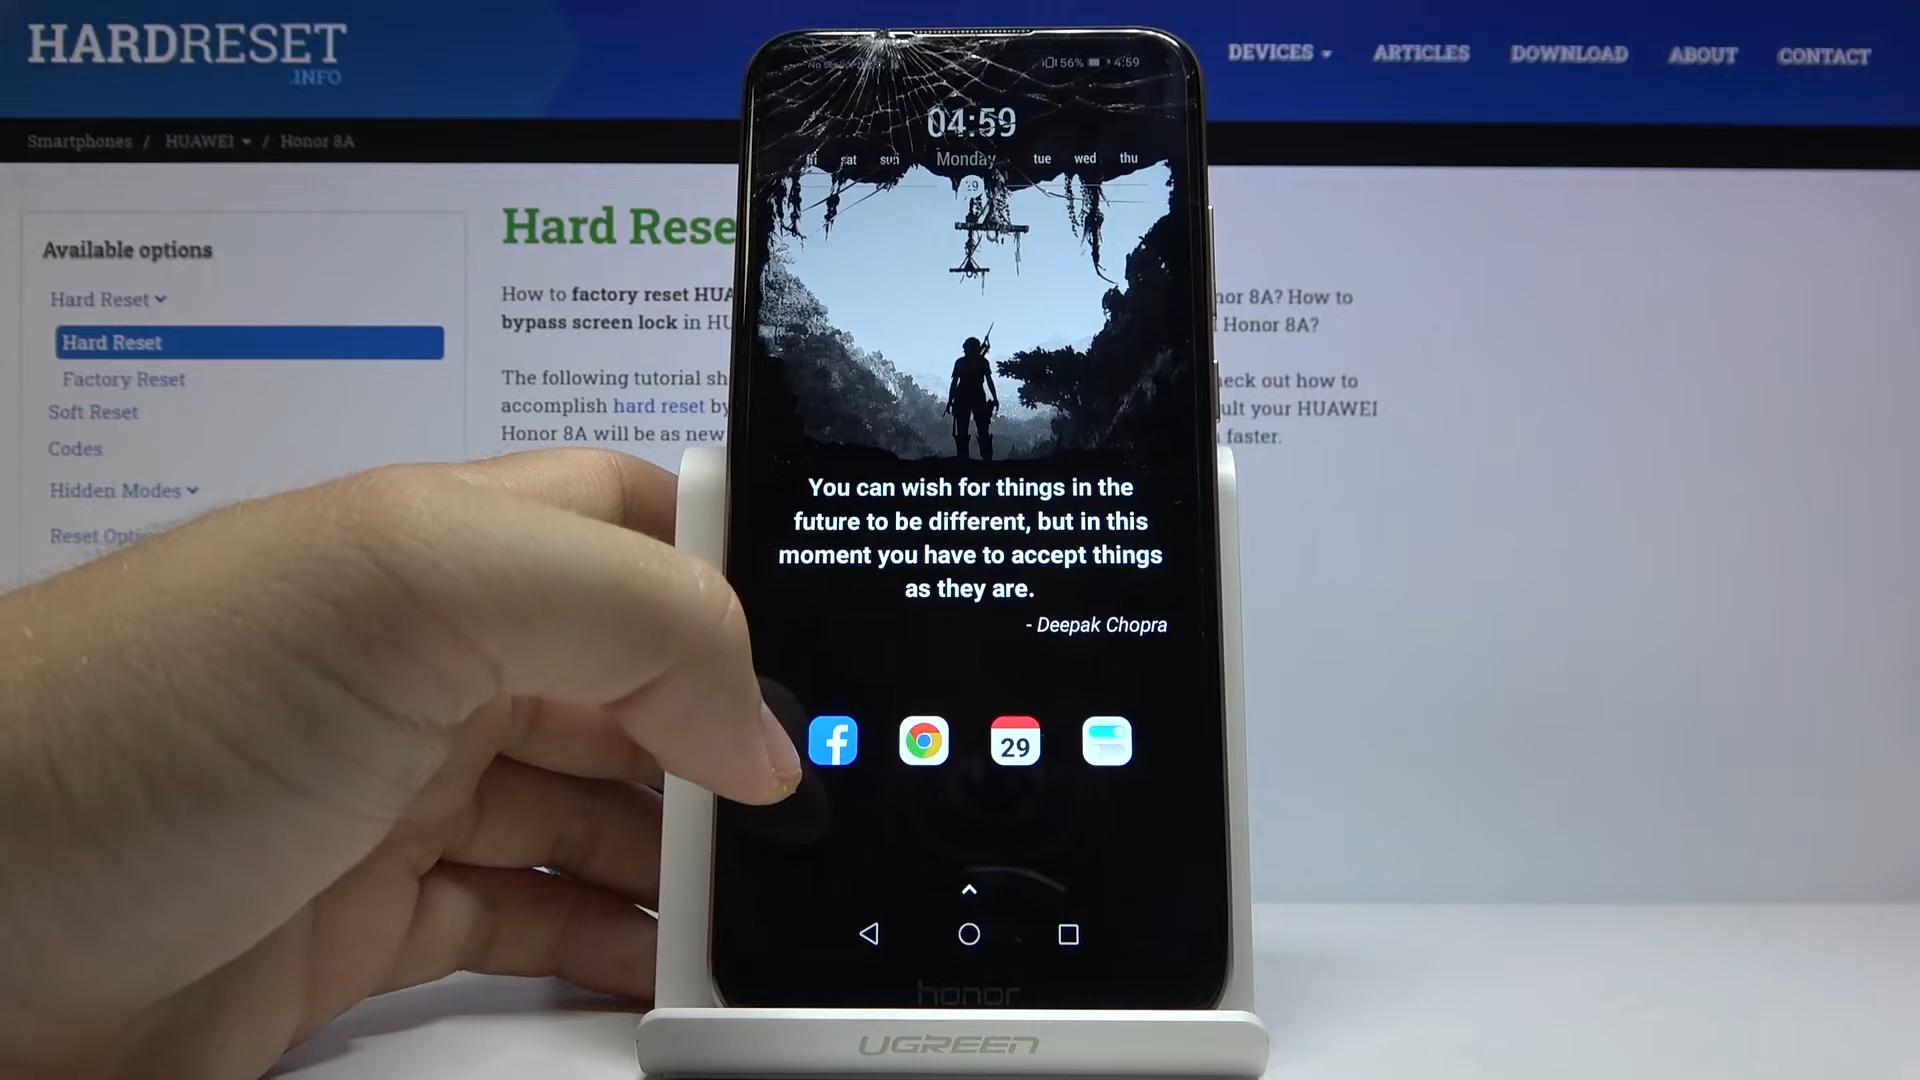 HARDRESET
.INFO
DEVICES
ARTICLES
DOWNLOAD
ABOUT
CONTACT
Smartphones / HUAWEI / Honor 8A
Available options
Hard Reset
Hard Reset
Factory Reset
Soft Reset
Codes
Hidden Modes
Reset
Hard Rese
How to factory reset HUA
bypass screen lock in HU
The following tutorial sh
accomplish hard reset by
Honor 8A will be as new
nor 8A? How to
Honor 8A?
heck out how to
ult your HUAWEI
faster.
56% 4:59
04:59
fri sat sun Monday tue wed thu
You can wish for things in the
future to be different, but in this
moment you have to accept things
as they are.
- Deepak Chopra
29
honor
UGREEN